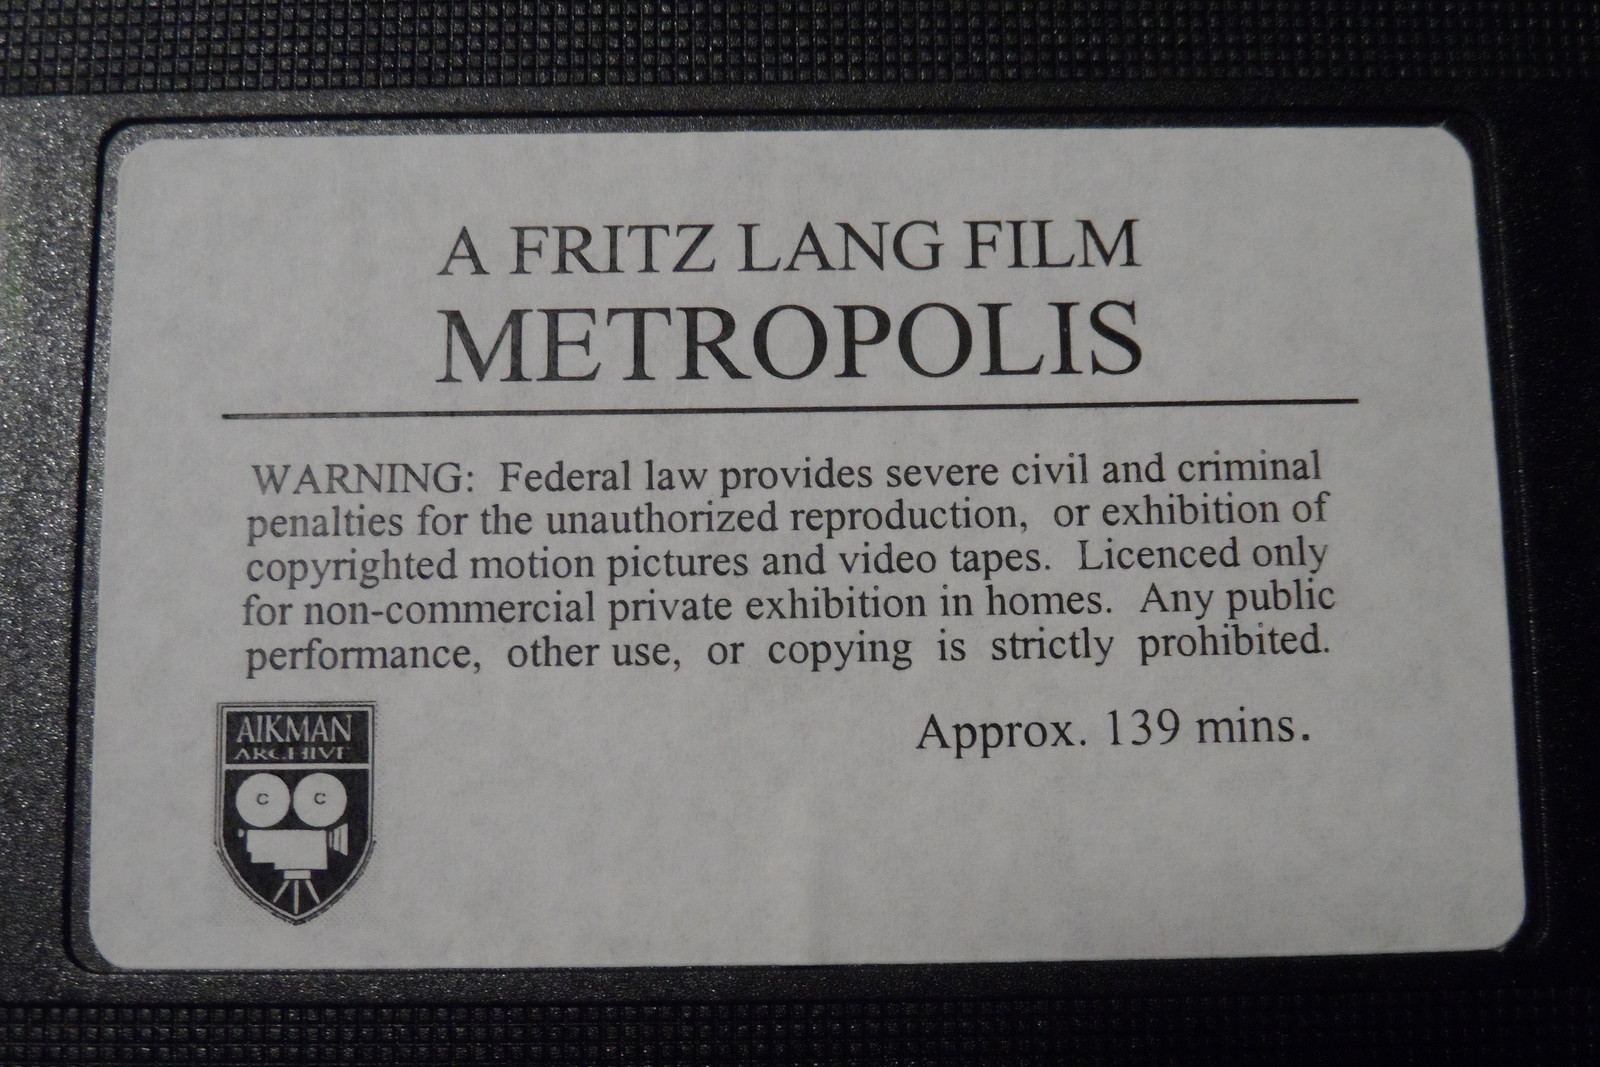 A FRITZ LANG FILM
METROPOLIS
WARNING: Federal law provides severe civil and criminal
penalties for the unauthorized reproduction, or exhibition of
copyrighted motion pictures and video tapes. Licenced only
for non-commercial private exhibition in homes. Any public
performance, other use, or copying is strictly prohibited.
Approx. 139 mins.
AIKMAN
ARCHIVE
C C